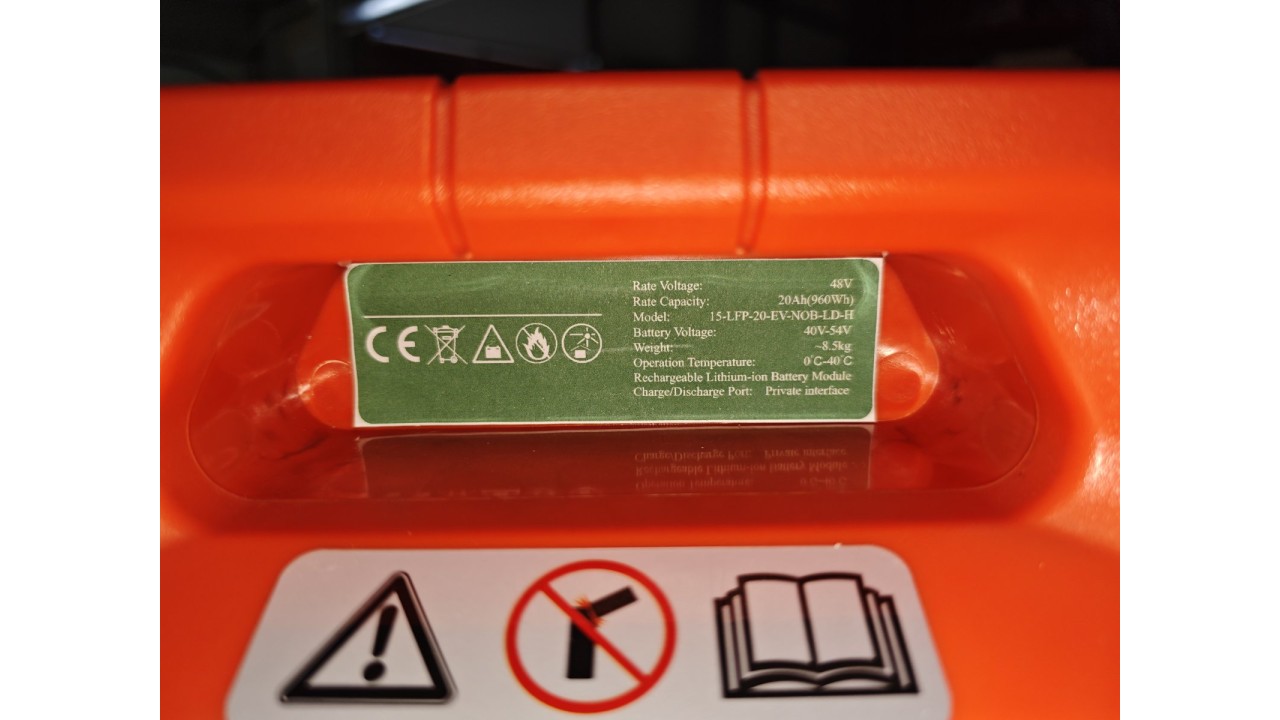 CE
Rate Voltage: 48V
Rate Capacity: 20Ah(960Wh)
Model: 15-LFP-20-EV-NOB-LD-H
Battery Voltage: 40V-54V
Weight: ~8.5kg
Operation Temperature: 0°C-40°C
Rechargeable Lithium-ion Battery Module
Charge/Discharge Port: Private interface